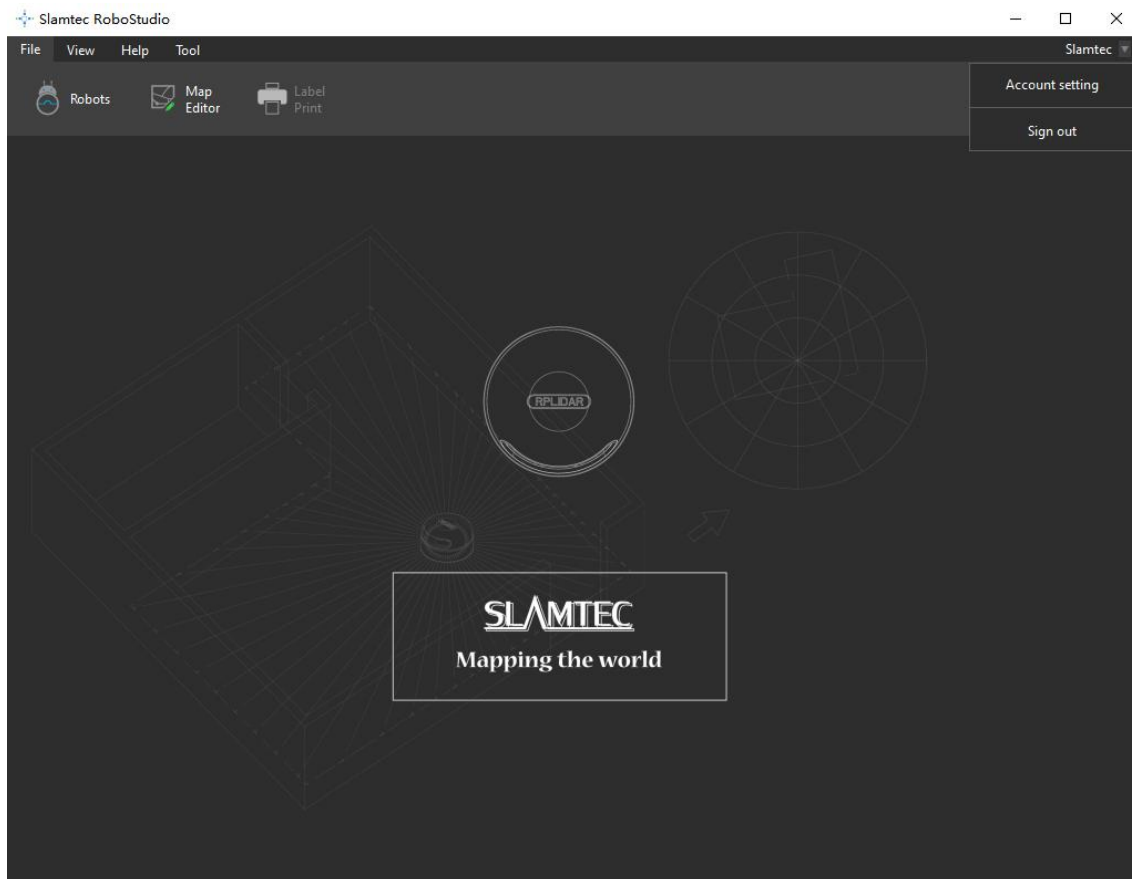 Slamtec RoboStudio
File View Help Tool Slamtec
Robots
Map
Editor
Label
Print
Account setting
Sign out
RPLIDAR
SLAMTEC
Mapping the world